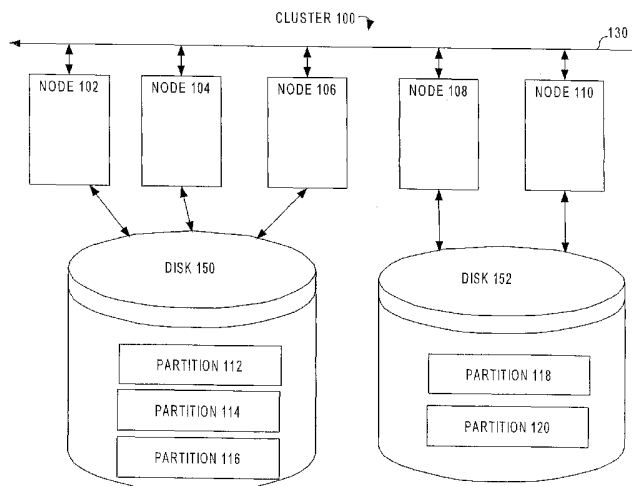 CLUSTER 100
130
NODE 102
NODE 104
NODE 106
NODE 108
NODE 110
DISK 150
DISK 152
PARTITION 112
PARTITION 114
PARTITION 116
PARTITION 118
PARTITION 120